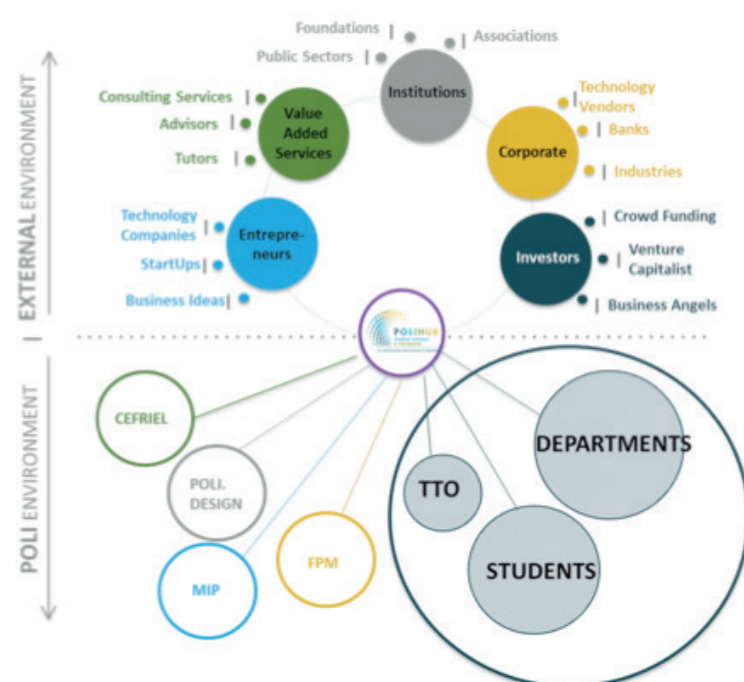 Foundations
Associations
Public Sectors
Institutions
Technology
Vendors
Banks
Industries
Corporate
Consulting Services
Advisors
Tutors
Value
Added
Services
Technology
Companies
StartUps
Business Ideas
Entrepre-
neurs
Crowd Funding
Venture
Capitalist
Business Angels
Investors
EXTERNAL ENVIRONMENT
POLIHUB
POLI ENVIRONMENT
CEFRIEL
POLI.
DESIGN
MIP
FPM
TTO
DEPARTMENTS
STUDENTS